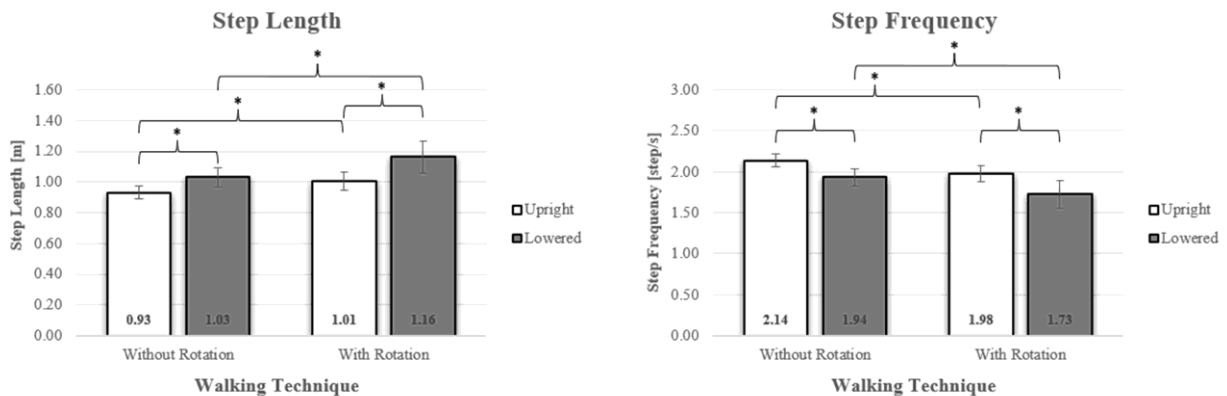 Step Length
*
*
*
*
1.60
1.40
1.20
1.00
0.80
0.60
0.40
0.20
0.00
Step Length [m]
0.93
1.03
1.01
1.16
Without Rotation
With Rotation
Walking Technique
Upright
Lowered
Step Frequency
*
*
*
*
3.00
2.50
2.00
1.50
1.00
0.50
0.00
Step Frequency [step/s]
2.14
1.94
1.98
1.73
Without Rotation
With Rotation
Walking Technique
Upright
Lowered